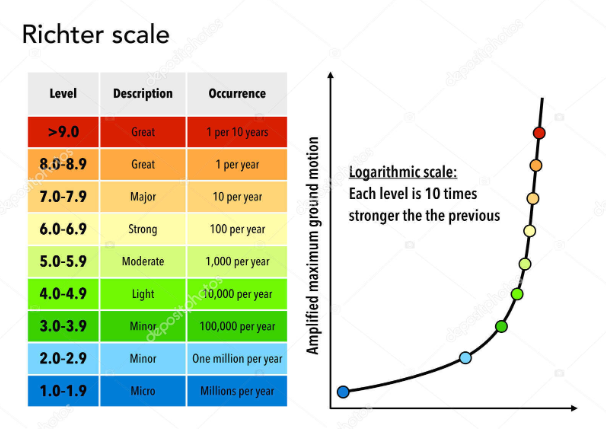 Richter scale
Level Description Occurrence
>9.0 Great 1 per 10 years
8.0-8.9 Great 1 per year
7.0-7.9 Major 10 per year
6.0-6.9 Strong 100 per year
5.0-5.9 Moderate 1,000 per year
4.0-4.9 Light 10,000 per year
3.0-3.9 Minor 100,000 per year
2.0-2.9 Minor One million per year
1.0-1.9 Micro Millions per year
Amplified maximum ground motion
Logarithmic scale:
Each level is 10 times
stronger the the previous
depositphotos